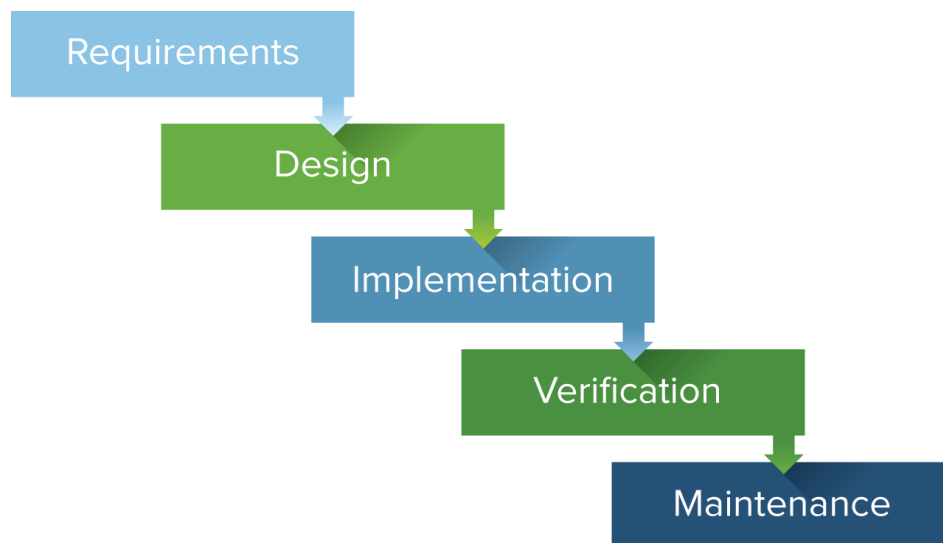 Requirements
Design
Implementation
Verification
Maintenance